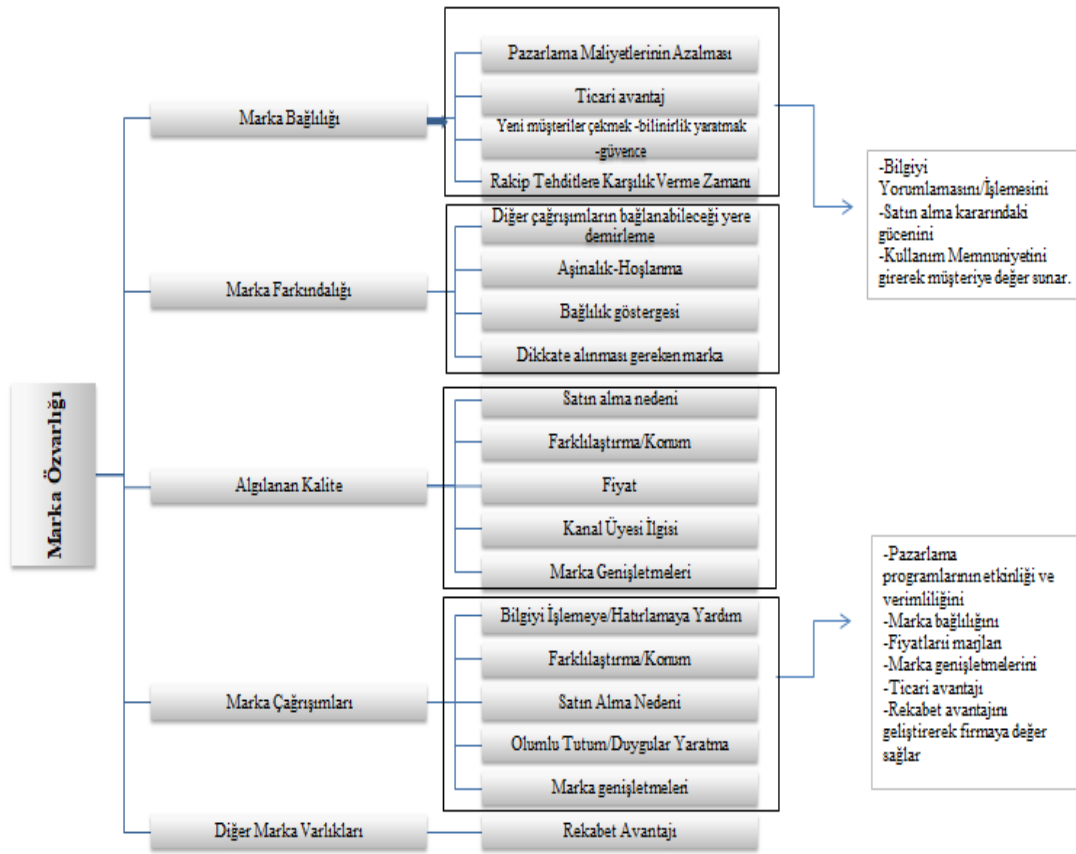 Marka Özvarlığı
Marka Bağlılığı
Pazarlama Maliyetlerinin Azalması
Ticari avantaj
Yeni müşteriler çekmek -bilinirlik yaratmak
-güvence
Rakip Tehditlere Karşılık Verme Zamanı
Marka Farkındalığı
Diğer çağrışımların bağlanabileceği yere
demirleme
Aşinalık-Hoşlanma
Bağlılık göstergesi
Dikkate alınması gereken marka
Algılanan Kalite
Satın alma nedeni
Farklılaştırma/Konum
Fiyat
Kanal Üyesi İlgisi
Marka Genişletmeleri
Marka Çağrışımları
Bilgiyi İşlemeye/Hatırlamaya Yardım
Farklılaştırma/Konum
Satın Alma Nedeni
Olumlu Tutum/Duygular Yaratma
Marka genişletmeleri
Diğer Marka Varlıkları
Rekabet Avantajı
-Bilgiyi
Yorumlamasını/İşlemesini
-Satın alma kararındaki
gücenini
-Kullanım Memnuniyetini
girerek müşteriye değer sunar.
-Pazarlama
programlarının etkinliği ve
verimliliğini
-Marka bağlılığını
-Fiyatlarıı marjları
-Marka genişletmelerini
-Ticari avantajı
-Rekabet avantajını
geliştirerek firmaya değer
sağlar